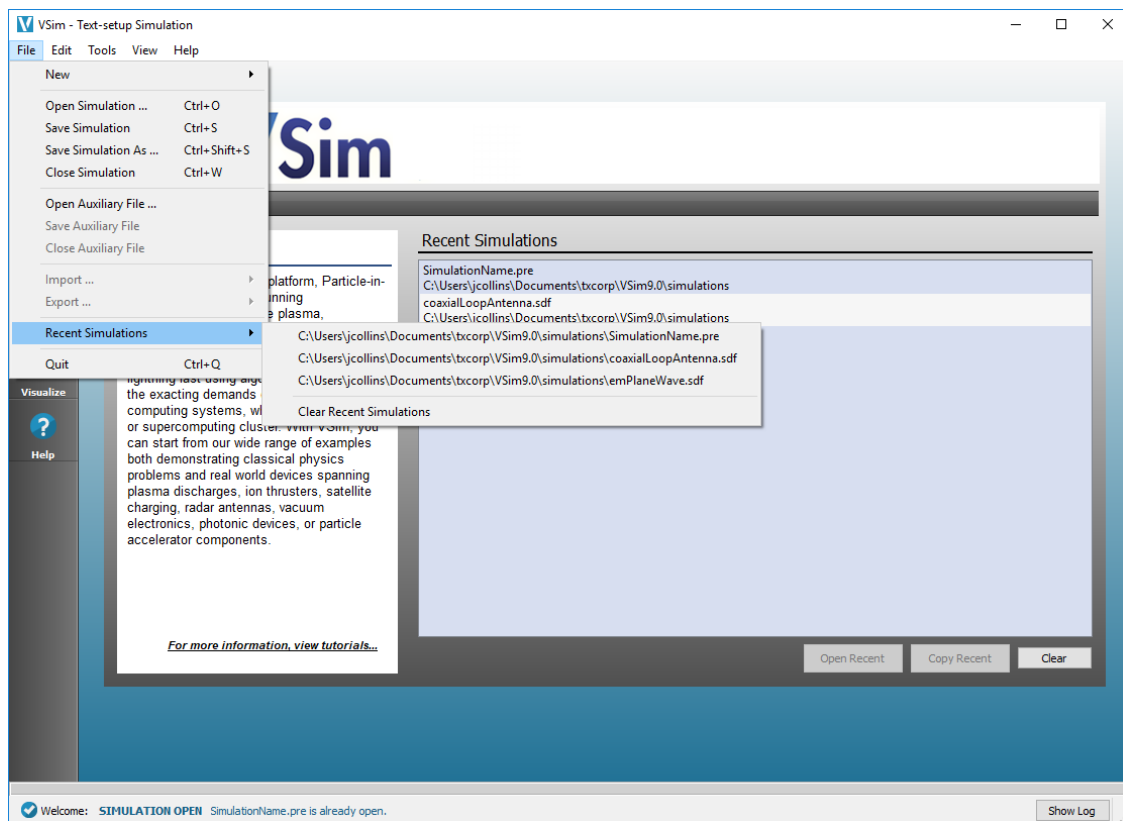 VSim - Text-setup Simulation
File Edit Tools View Help
New
Open Simulation ... Ctrl+O
Save Simulation Ctrl+S
Save Simulation As ... Ctrl+Shift+S
Close Simulation Ctrl+W
Open Auxiliary File ...
Save Auxiliary File
Close Auxiliary File
Import ...
Export ...
Recent Simulations
Quit Ctrl+Q
C:\Users\jcollins\Documents\txcorp\VSim9.0\simulations\SimulationName.pre
C:\Users\jcollins\Documents\txcorp\VSim9.0\simulations\coaxialLoopAntenna.sdf
C:\Users\jcollins\Documents\txcorp\VSim9.0\simulations\emPlaneWave.sdf
Clear Recent Simulations
VSim
Visualize
Help
platform, Particle-in-
plasma,
lightning fast using
the exacting demands
computing systems,
or supercomputing cluster. With VSim, you
can start from our wide range of examples
both demonstrating classical physics
problems and real world devices spanning
plasma discharges, ion thrusters, satellite
charging, radar antennas, vacuum
electronics, photonic devices, or particle
accelerator components.
For more information, view tutorials...
Recent Simulations
SimulationName.pre
C:\Users\jcollins\Documents\txcorp\VSim9.0\simulations
coaxialLoopAntenna.sdf
C:\Users\jcollins\Documents\txcorp\VSim9.0\simulations
Open Recent Copy Recent Clear
Welcome: SIMULATION OPEN SimulationName.pre is already open.
Show Log